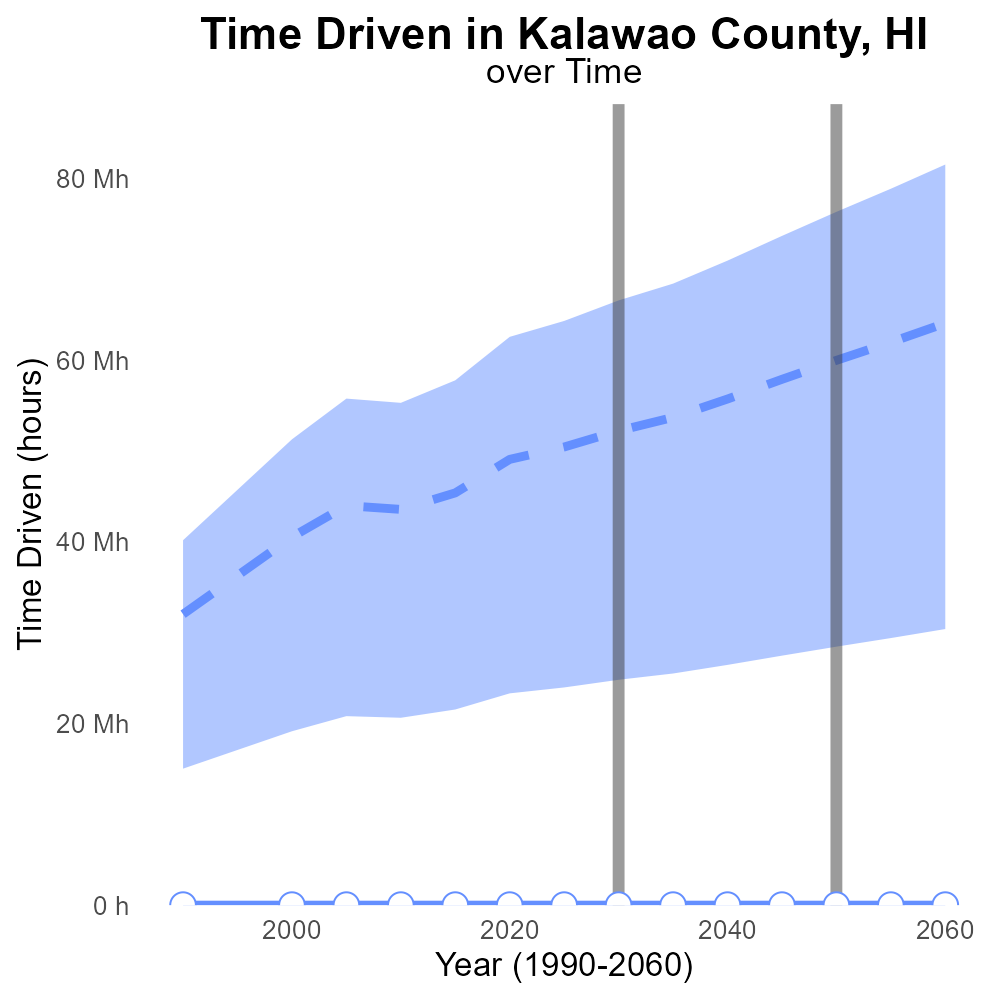 Time Driven in Kalawao County, HI
over Time
Time Driven (hours)
80 Mh
60 Mh
40 Mh
20 Mh
0 h
2000
2020
2040
2060
Year (1990-2060)